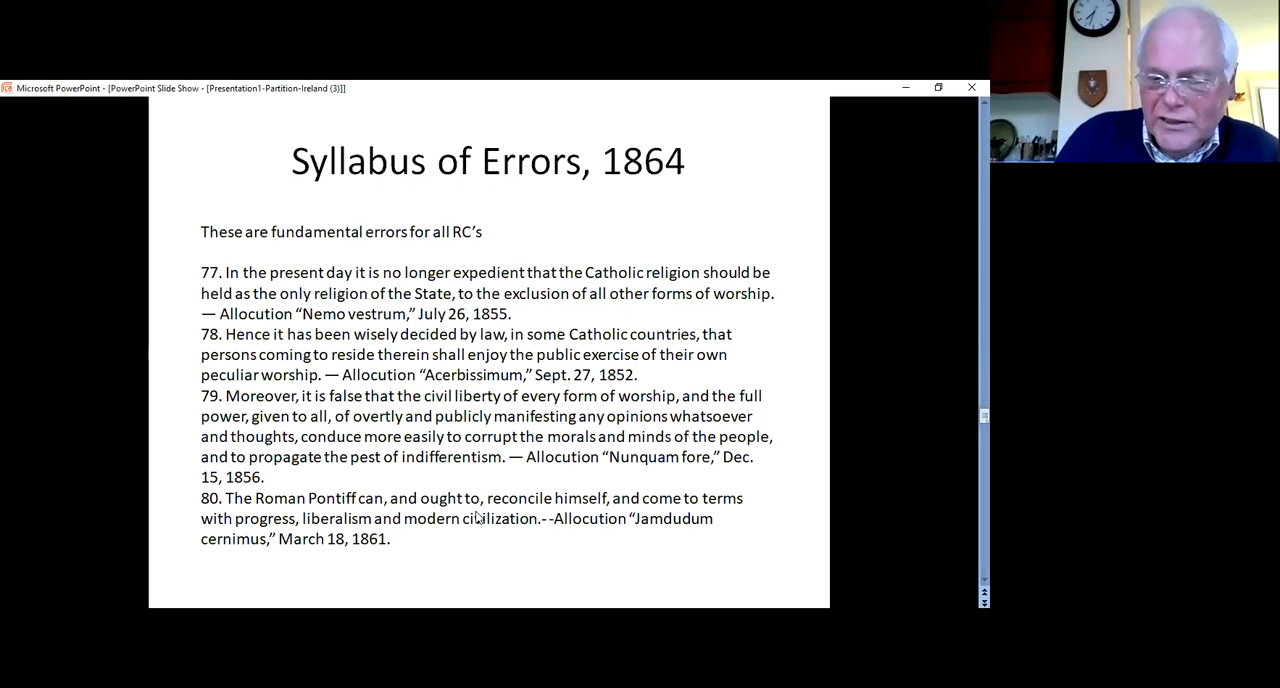 Microsoft PowerPoint - [PowerPoint Slide Show - [Presentation1-Partition-Ireland (3)]]
Syllabus of Errors, 1864
These are fundamental errors for all RC's
77. In the present day it is no longer expedient that the Catholic religion should be
held as the only religion of the State, to the exclusion of all other forms of worship.
— Allocution “Nemo vestrum,” July 26, 1855.
78. Hence it has been wisely decided by law, in some Catholic countries, that
persons coming to reside therein shall enjoy the public exercise of their own
peculiar worship. — Allocution “Acerbissimum,” Sept. 27, 1852.
79. Moreover, it is false that the civil liberty of every form of worship, and the full
power, given to all, of overtly and publicly manifesting any opinions whatsoever
and thoughts, conduce more easily to corrupt the morals and minds of the people,
and to propagate the pest of indifferentism. — Allocution “Nunquam fore,” Dec.
15, 1856.
80. The Roman Pontiff can, and ought to, reconcile himself, and come to terms
with progress, liberalism and modern civilization.--Allocution “Jamdudum
cernimus,” March 18, 1861.